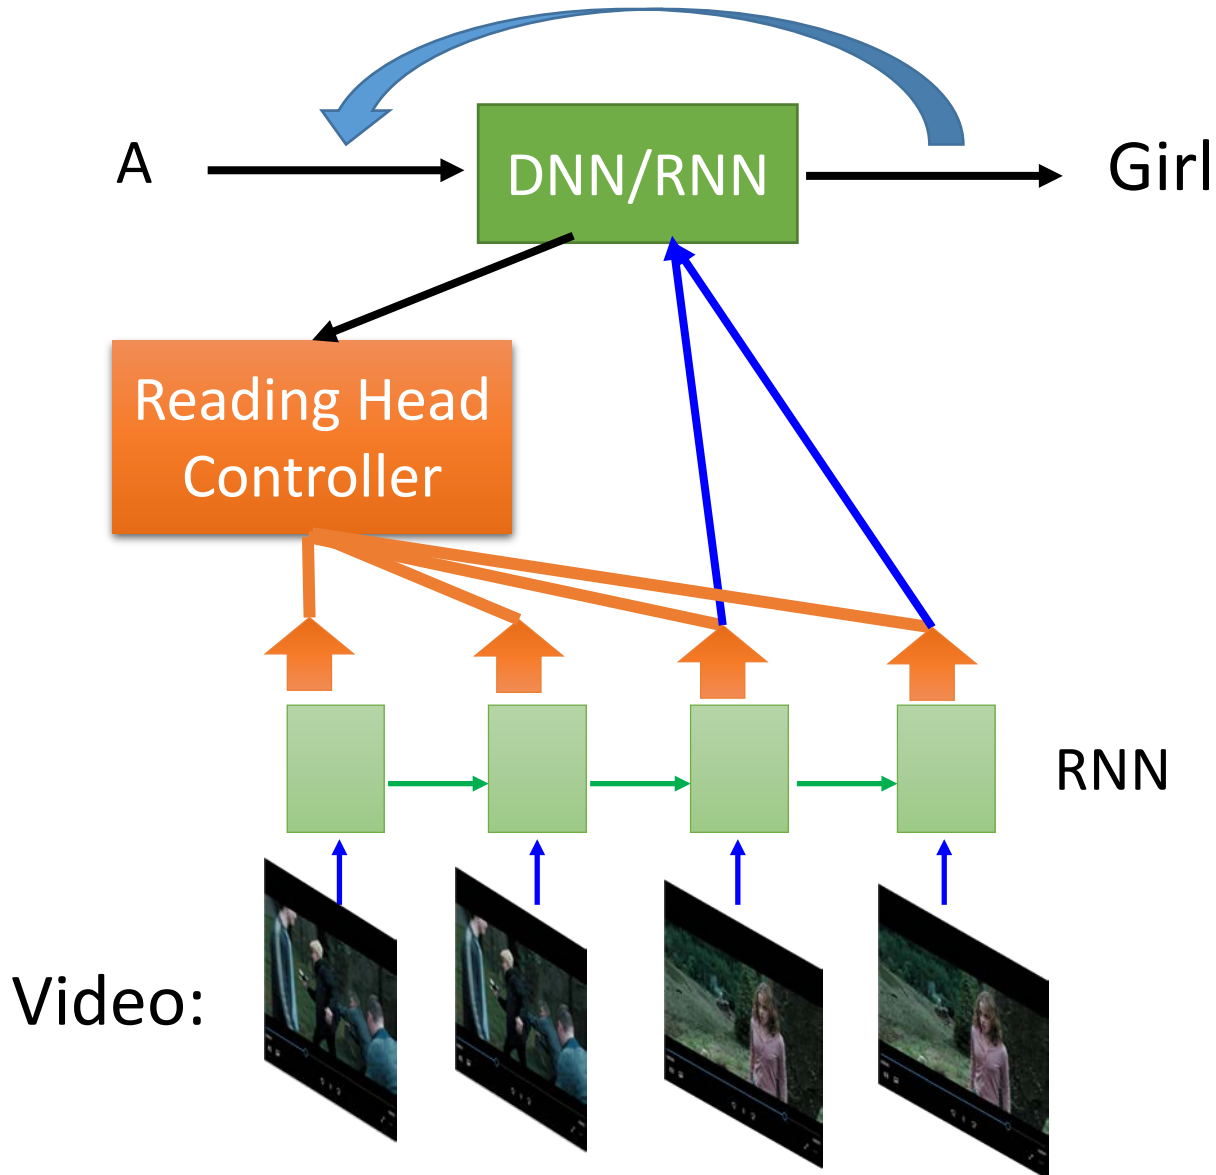 A
DNN/RNN
Girl
Reading Head
Controller
RNN
Video: